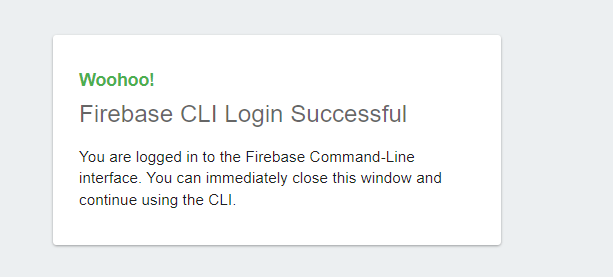 Woohoo!
Firebase CLI Login Successful
You are logged in to the Firebase Command-Line
interface. You can immediately close this window and
continue using the CLI.